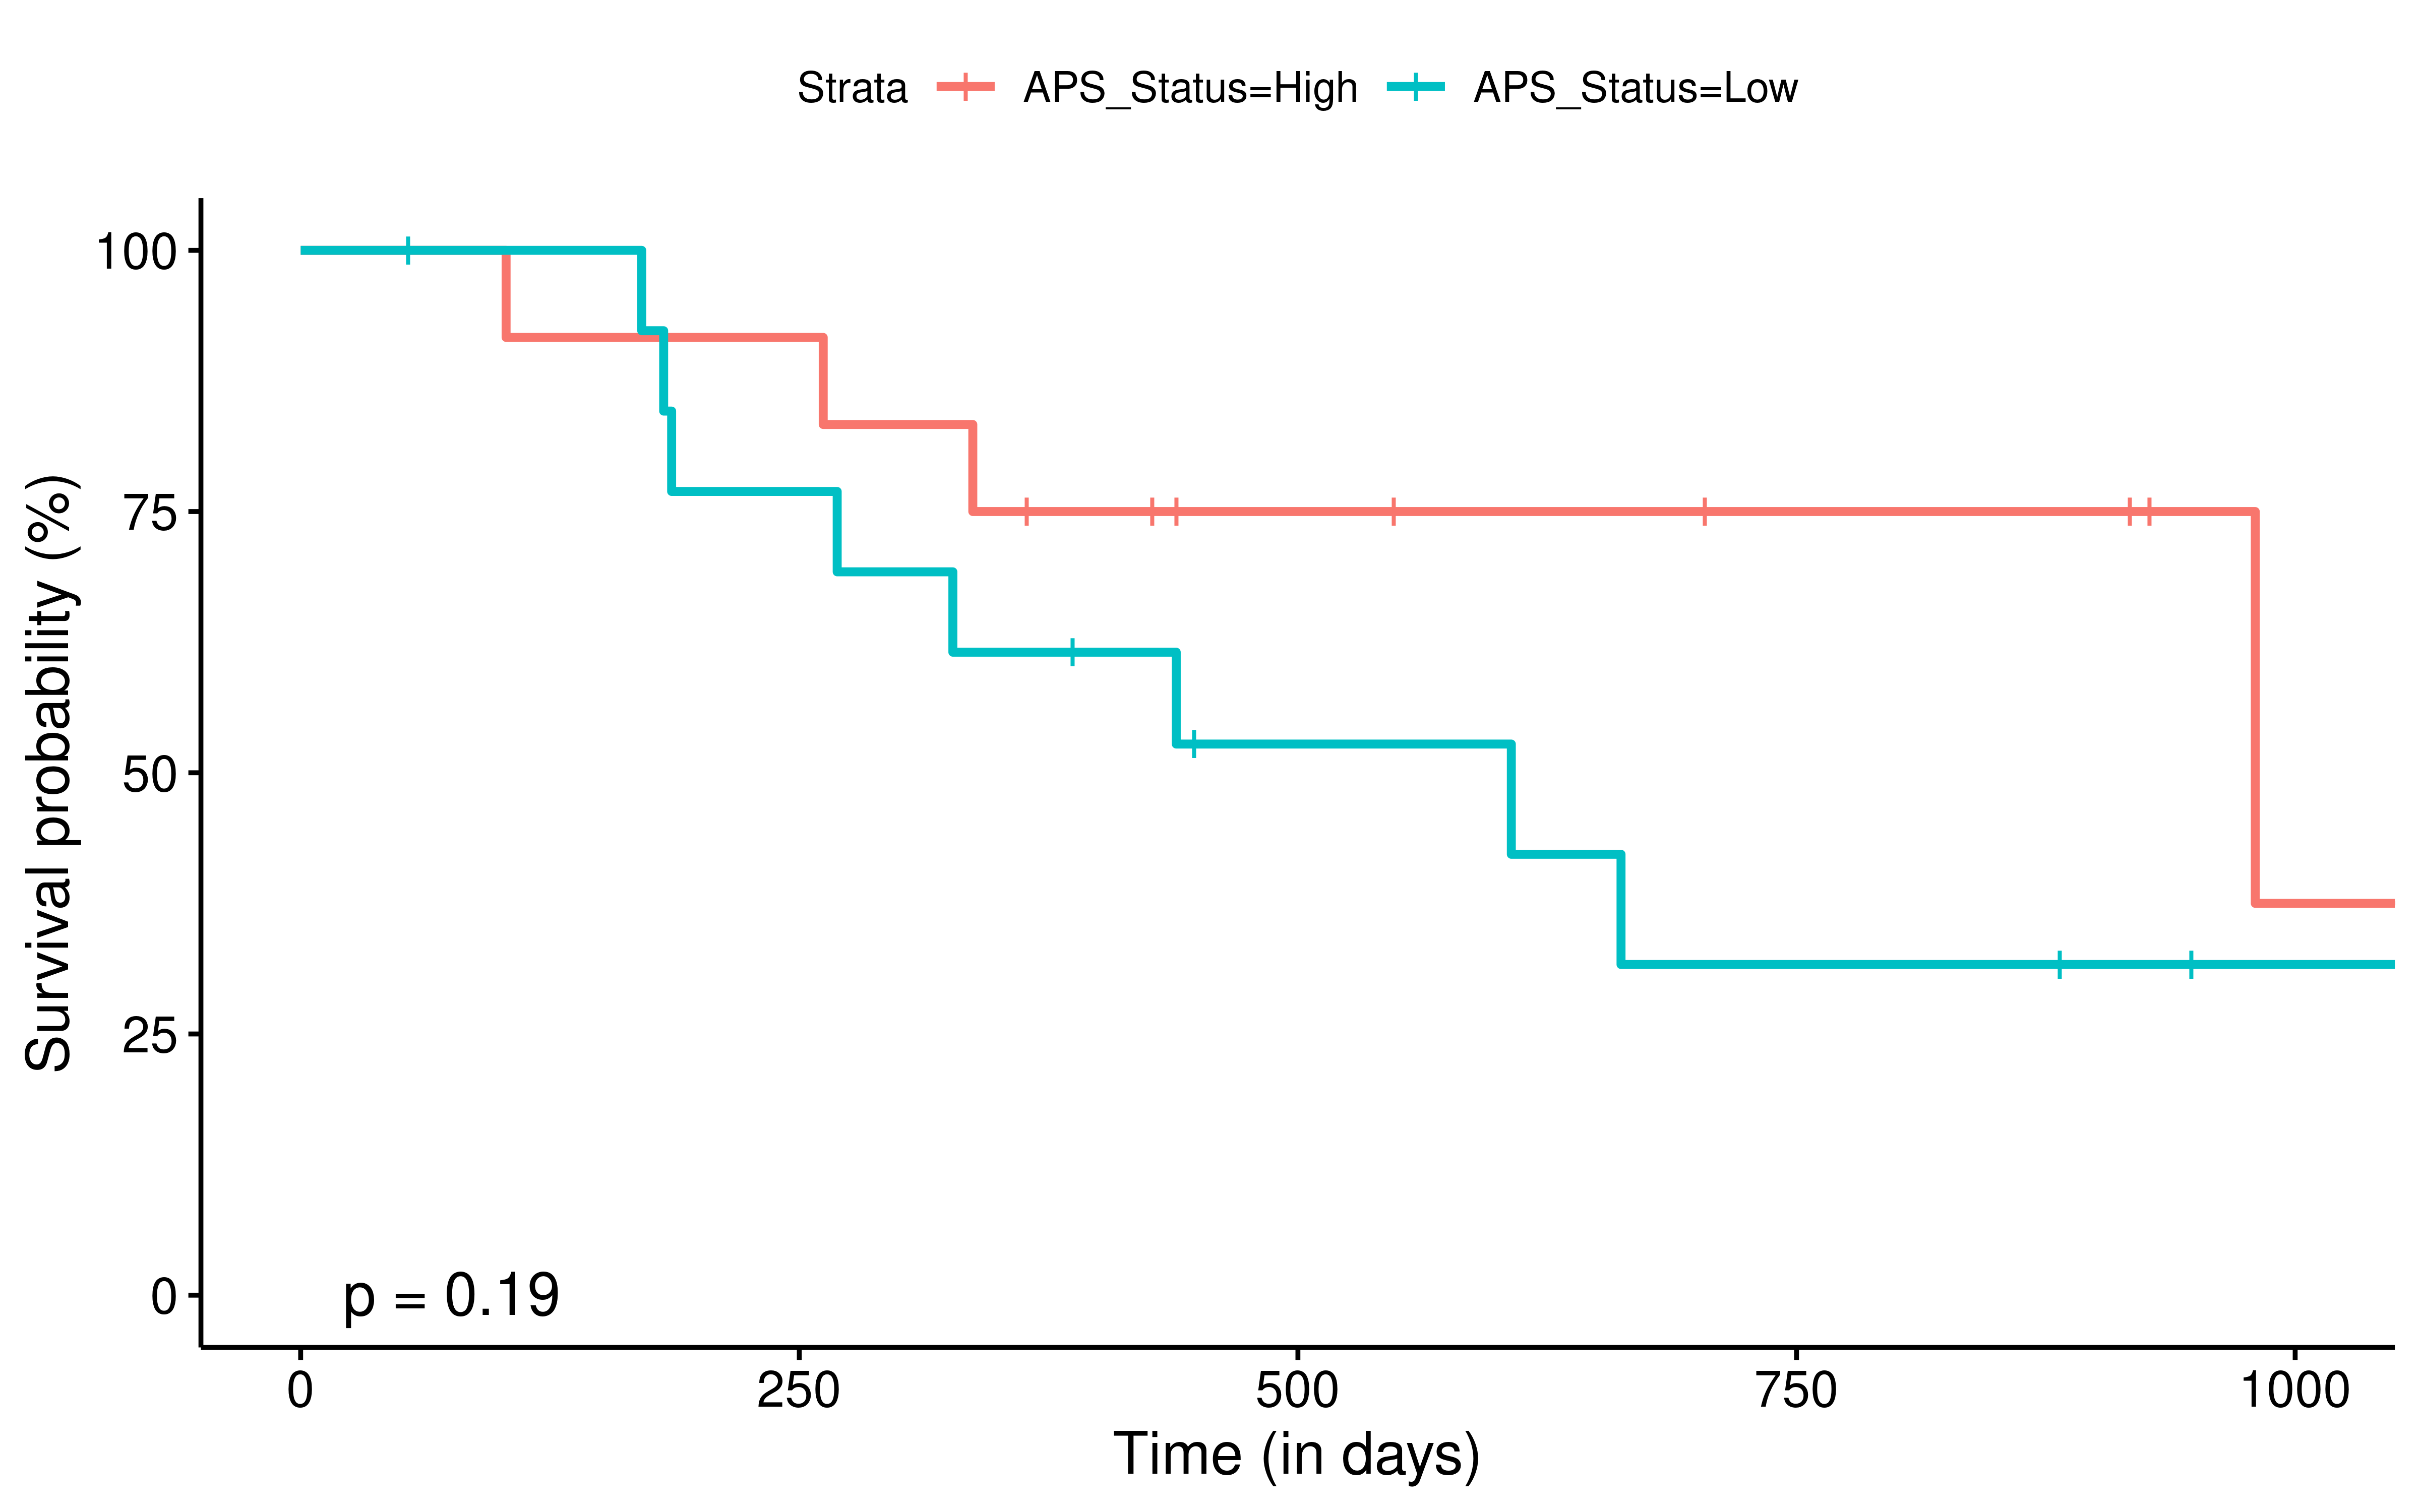 Strata APS_Status=High APS_Status=Low
Survival probability (%)
100
75
50
25
0
p = 0.19
0 250 500 750 1000
Time (in days)